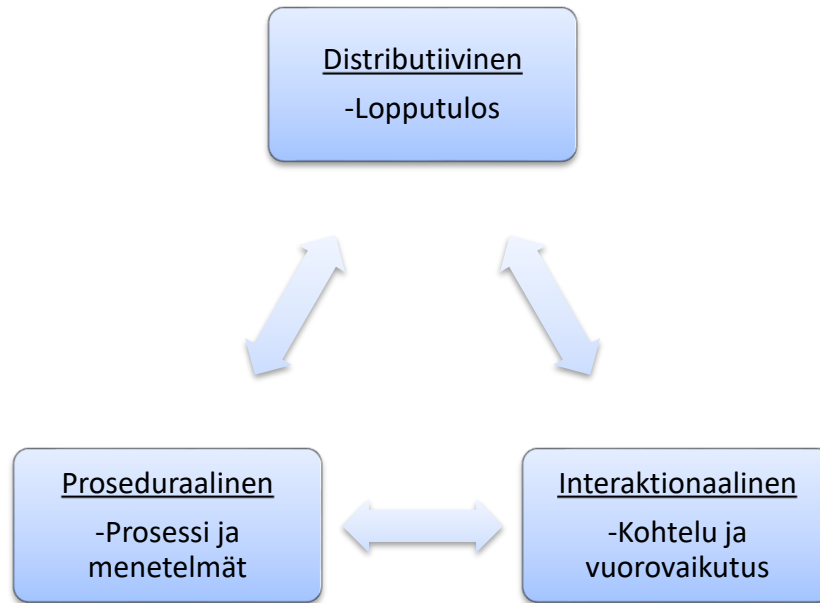 Distributiivinen
-Lopputulos
Proseduraalinen
-Prosessi ja
menetelmät
Interaktionaalinen
-Kohtelu ja
vuorovaikutus